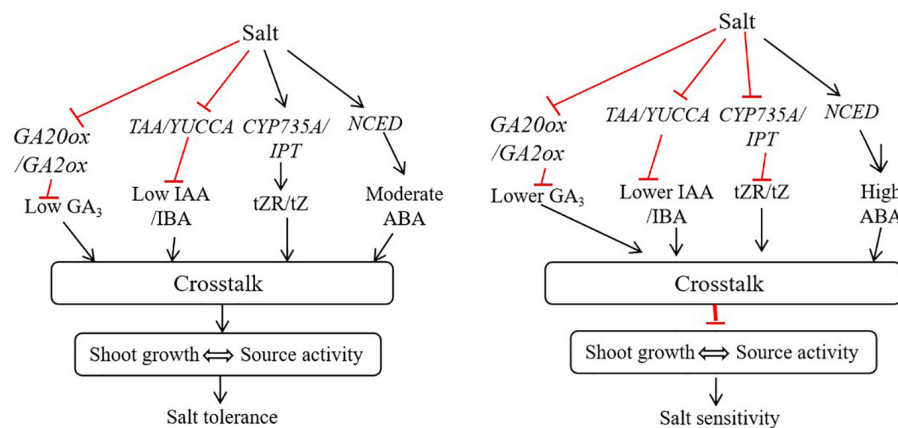 Salt
GA20ox
/GA2ox
TAA/YUCCA
CYP735A/
IPT
NCED
Low GA₃
Low IAA
/IBA
tZR/tZ
Moderate
ABA
Crosstalk
Shoot growth ⇔ Source activity
Salt tolerance
Salt
GA20ox
/GA2ox
TAA/YUCCA
CYP735A/
IPT
NCED
Lower GA₃
Lower IAA
/IBA
tZR/tZ
High
ABA
Crosstalk
Shoot growth ⇔ Source activity
Salt sensitivity